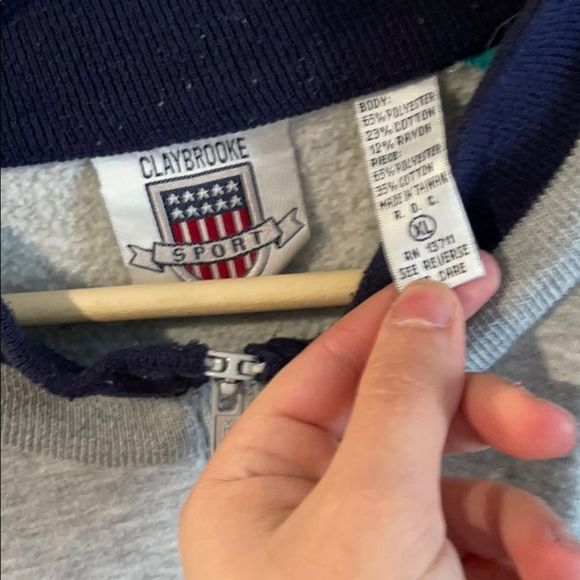 CLAYBROOKE
SPORT
BODY:
65% POLYESTER
23% COTTON
12% RAYON
PIECE:
65% POLYESTER
35% COTTON
MADE IN TAIWAN
R. O. C.
XL
RN 13711
SEE REVERSE
CARE